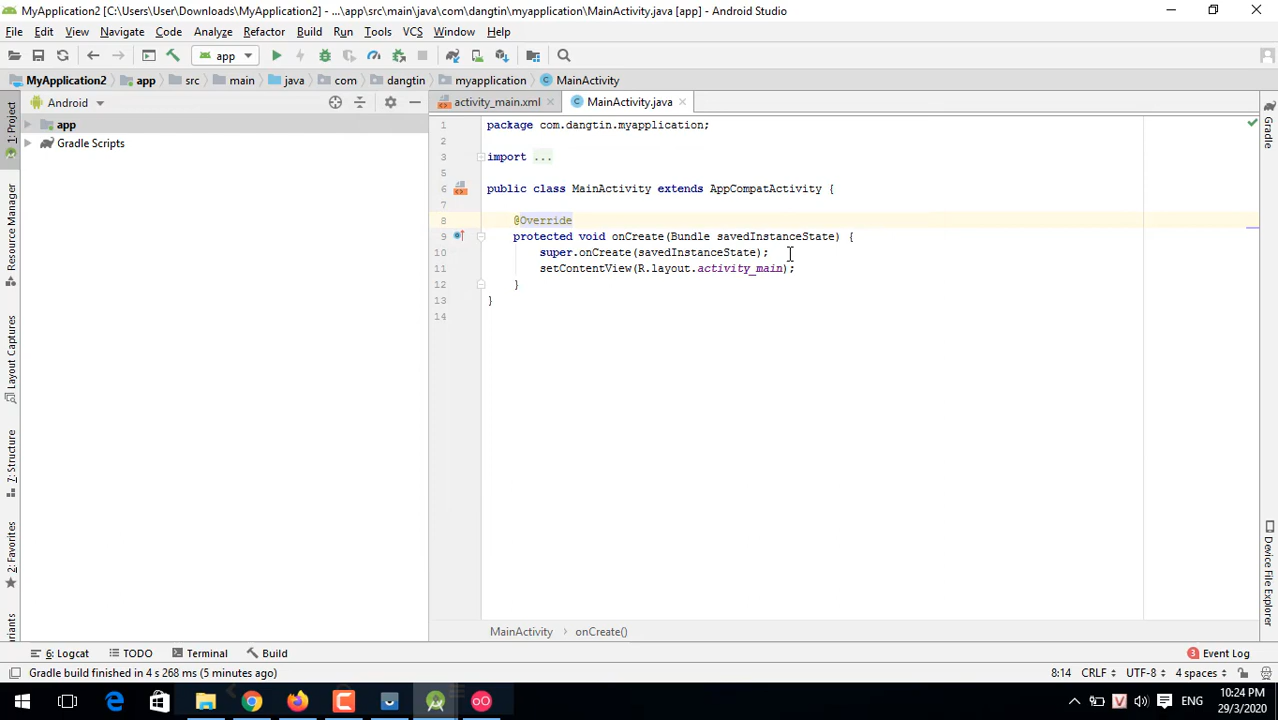 MyApplication2 [C:\Users\User\Downloads\MyApplication2] - ...\app\src\main\java\com\dangtin\myapplication\MainActivity.java [app] - Android Studio
File Edit View Navigate Code Analyze Refactor Build Run Tools VCS Window Help
app
MyApplication2 app src main java com dangtin myapplication MainActivity
Android
activity_main.xml
MainActivity.java
1: Project
Resource Manager
Layout Captures
7: Structure
2: Favorites
app
Gradle Scripts
1 package com.dangtin.myapplication;
2
3 import ...
5
6 public class MainActivity extends AppCompatActivity {
7
8 @Override
9 protected void onCreate(Bundle savedInstanceState) {
10 super.onCreate(savedInstanceState);
11 setContentView(R.layout.activity_main);
12 }
13 }
14
Gradle
Device File Explorer
MainActivity › onCreate()
6: Logcat TODO Terminal Build 3 Event Log
Gradle build finished in 4 s 268 ms (5 minutes ago) 8:14 CRLF UTF-8 4 spaces
V ENG
10:24 PM
29/3/2020